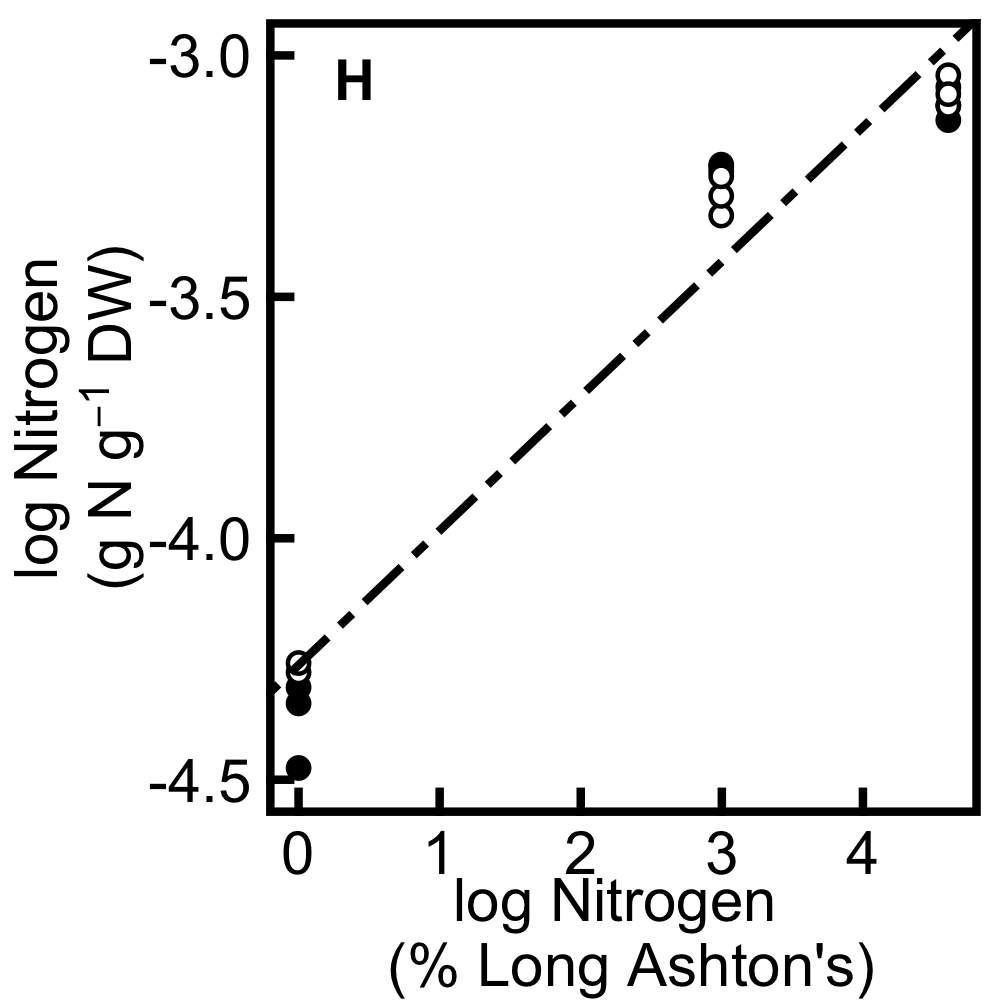 H
log Nitrogen
(g N g⁻¹ DW)
-3.0
-3.5
-4.0
-4.5
0 1 2 3 4
log Nitrogen
(% Long Ashton's)